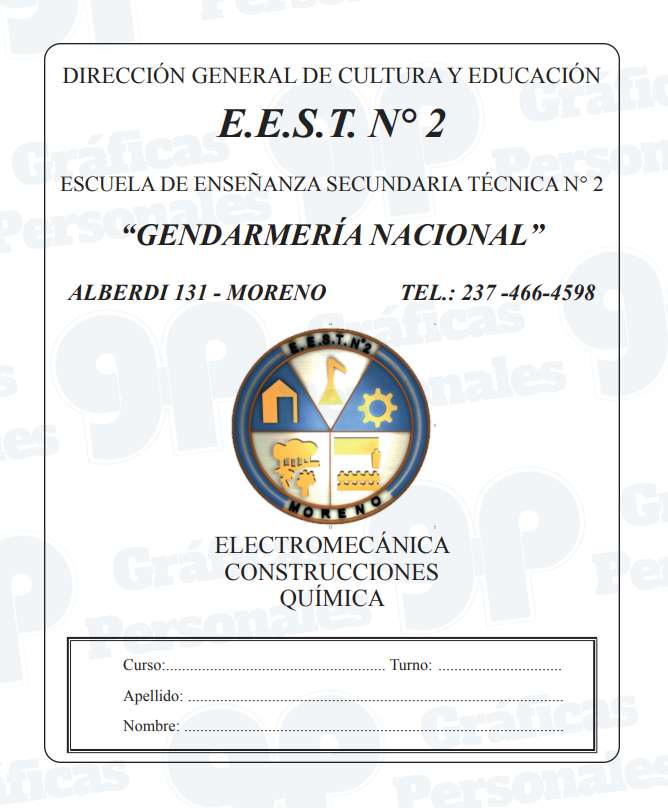 DIRECCIÓN GENERAL DE CULTURA Y EDUCACIÓN
E.E.S.T. N° 2
ESCUELA DE ENSEÑANZA SECUNDARIA TÉCNICA N° 2
“GENDARMERÍA NACIONAL”
ALBERDI 131 - MORENO TEL.: 237 -466-4598
E. E.S.T. N°2
MORENO
ELECTROMECÁNICA
CONSTRUCCIONES
QUÍMICA
Curso:....................................................... Turno: ...............................
Apellido: ..............................................................................................
Nombre: ...............................................................................................
gp
Gráficas
Personales